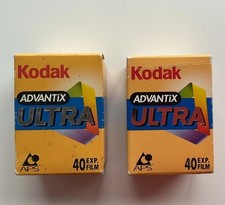 Kodak
ADVANTiX
ULTRA
40 EXP. FILM
APS
Kodak
ADVANTiX
ULTRA
40 EXP. FILM
APS